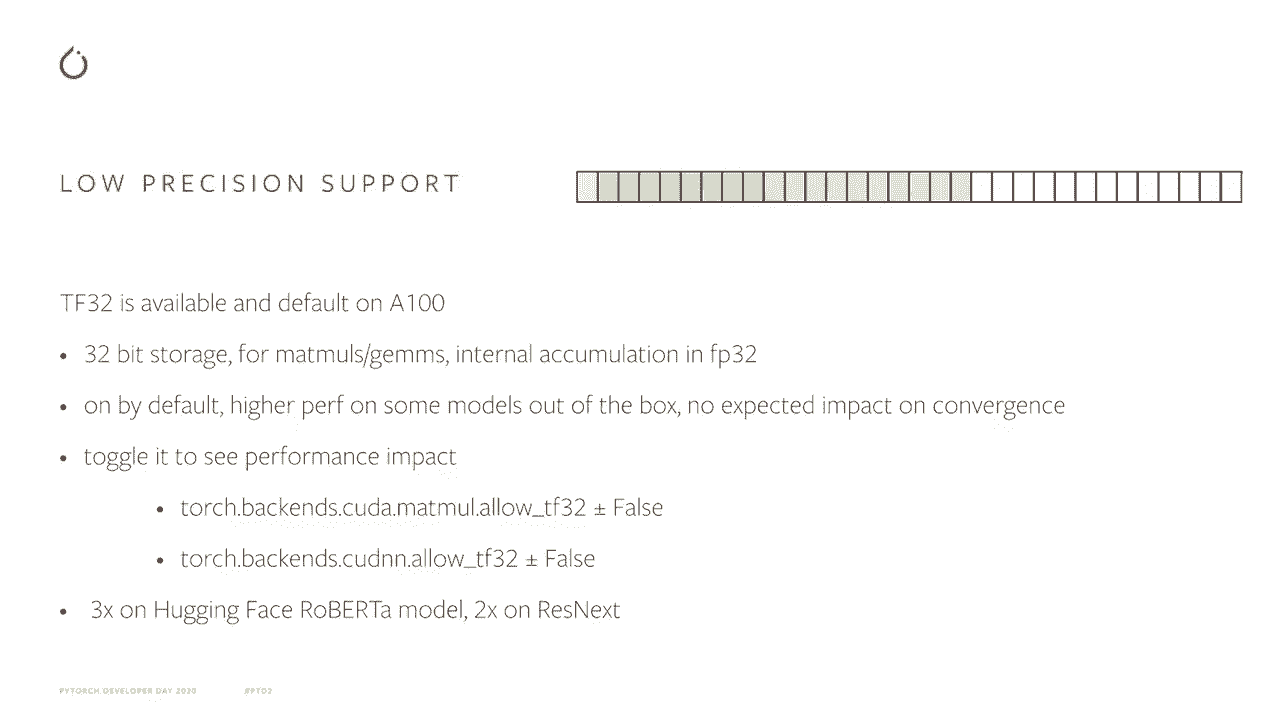 LOW PRECISION SUPPORT
TF32 is available and default on A100
• 32 bit storage, for matmuls/gemms, internal accumulation in fp32
• on by default, higher perf on some models out of the box, no expected impact on convergence
• toggle it to see performance impact
• torch.backends.cuda.matmul.allow_tf32 ± False
• torch.backends.cudnn.allow_tf32 ± False
• 3x on Hugging Face RoBERTa model, 2x on ResNext
PYTORCH DEVELOPER DAY 2020 #PTD2